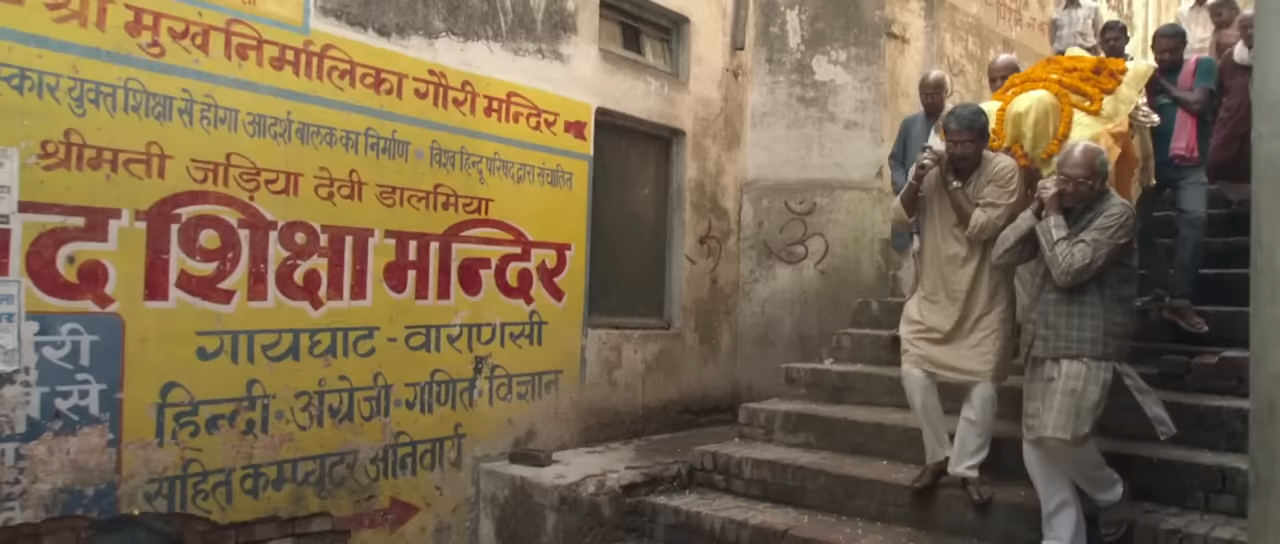 श्री मुख निर्मालिका गौरी मन्दिर
स्कार युक्त शिक्षा से होगा आदर्श बालक का निर्माण • विश्व हिन्दू परिषद द्वारा संचालित
श्रीमती जड़िया देवी डालमिया
द शिक्षा मन्दिर
गायघाट - वाराणसी
हिन्दी · अंग्रेजी · गणित · विज्ञान
सहित कम्प्यूटर अनिवार्य
री
से
ॐ